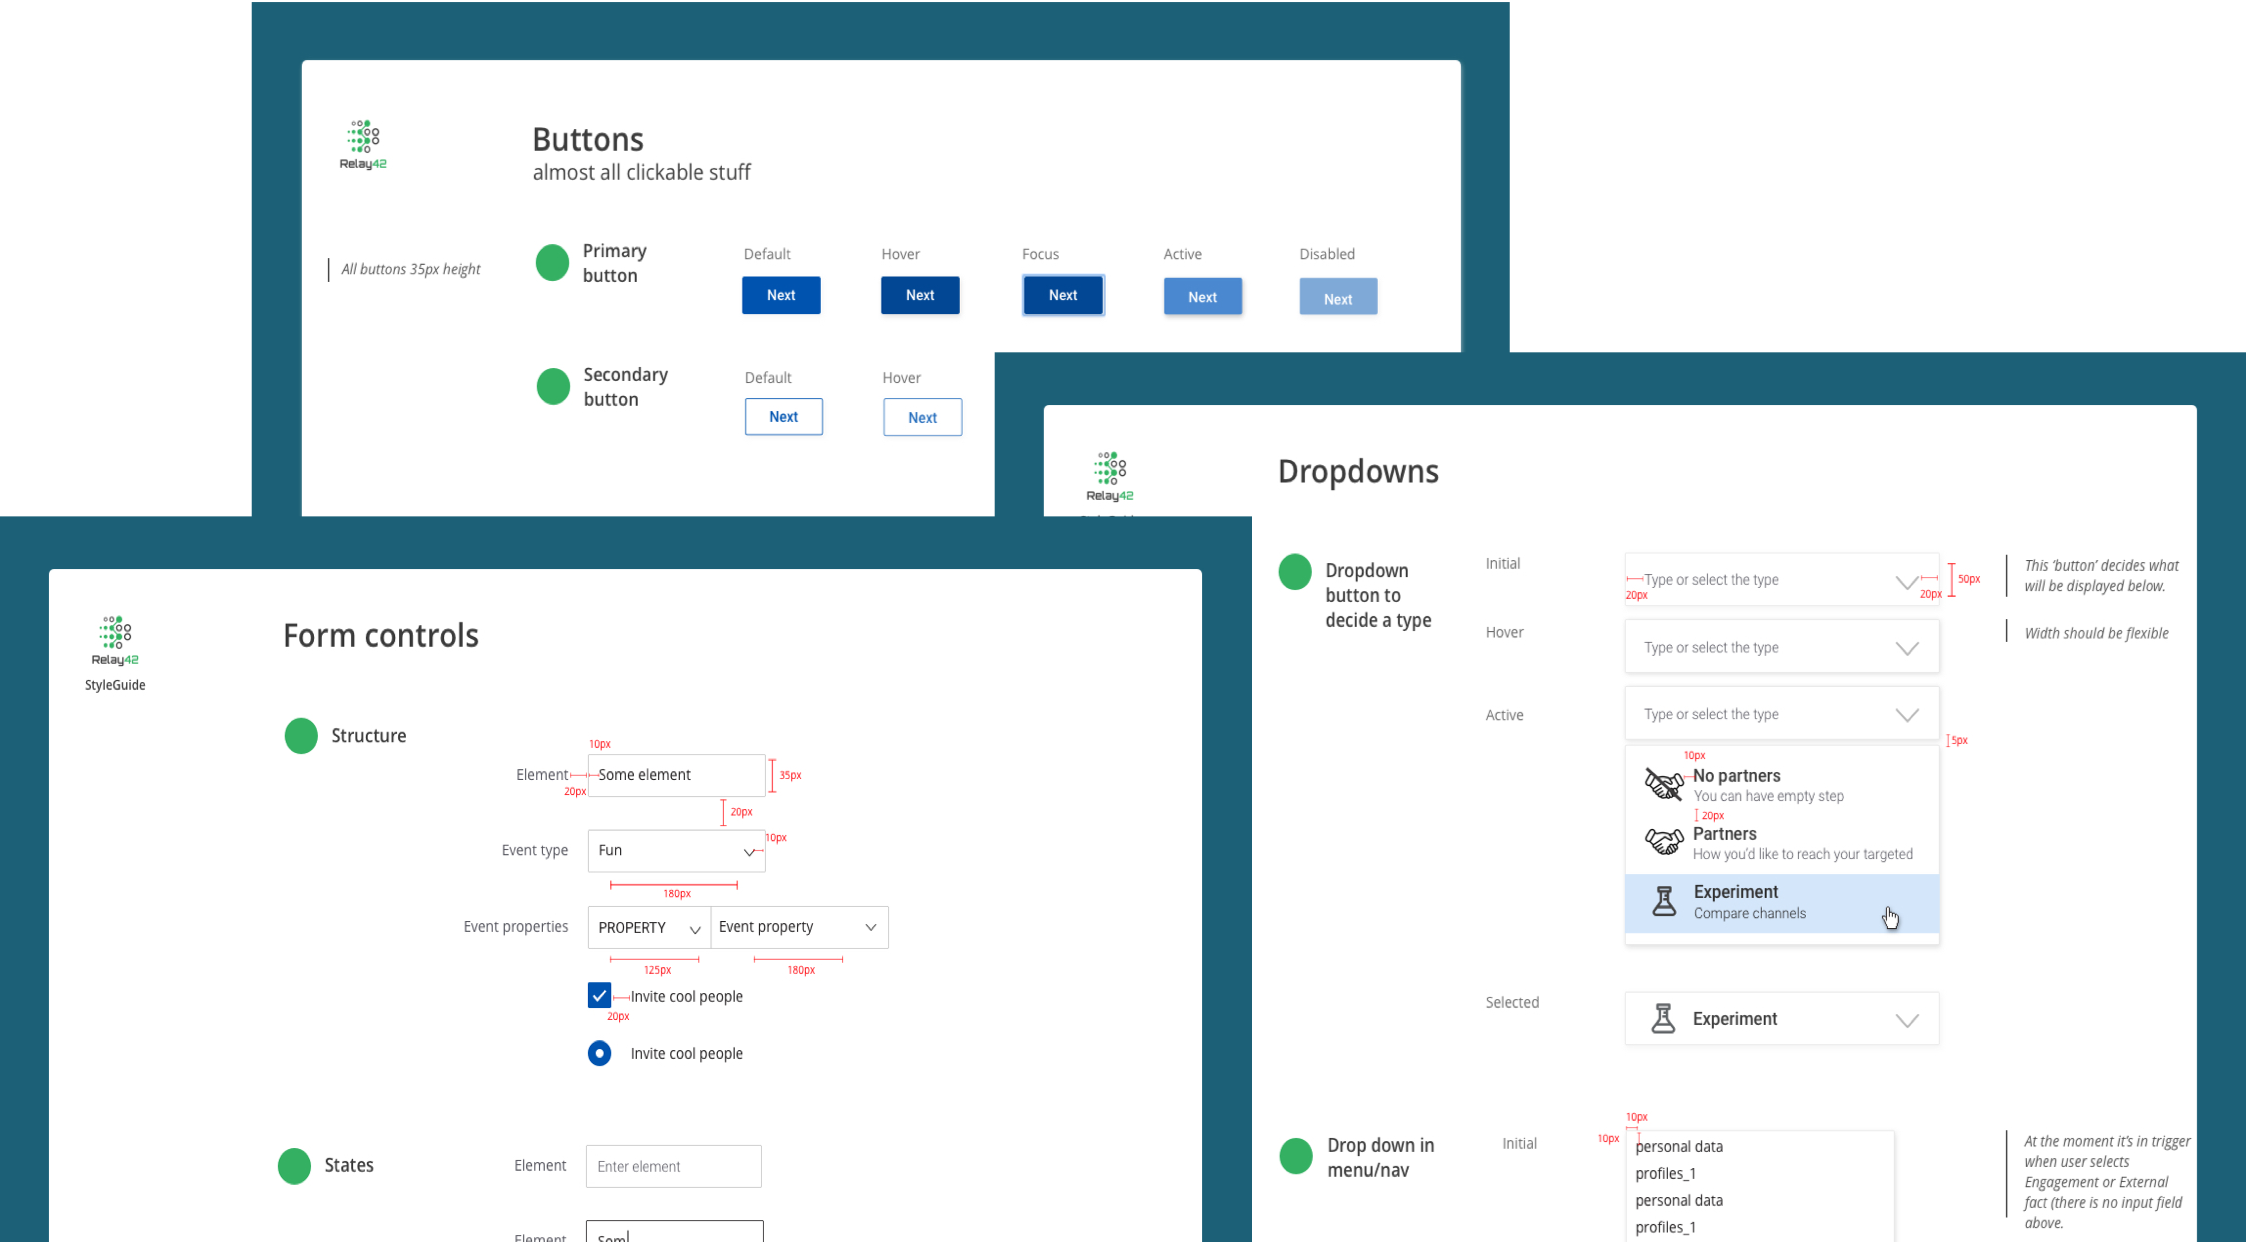 Relay42
Buttons
almost all clickable stuff
All buttons 35px height
Primary
button
Default
Hover
Focus
Active
Disabled
Next
Next
Next
Next
Next
Secondary
button
Default
Hover
Next
Next
Relay42
Dropdowns
Dropdown
button to
decide a type
Initial
Type or select the type
20px
20px
50px
This ‘button’ decides what
will be displayed below.
Hover
Type or select the type
Width should be flexible
Active
Type or select the type
5px
10px
No partners
You can have empty step
20px
Partners
How you'd like to reach your targeted
Experiment
Compare channels
Selected
Experiment
Drop down in
menu/nav
Initial
10px
10px
personal data
profiles_1
personal data
profiles_1
At the moment it's in trigger
when user selects
Engagement or External
fact (there is no input field
above.
Relay42
StyleGuide
Form controls
Structure
10px
Element
Some element
35px
20px
20px
Event type
Fun
10px
180px
Event properties
PROPERTY
Event property
125px
180px
Invite cool people
20px
Invite cool people
States
Element
Enter element
Element
Som